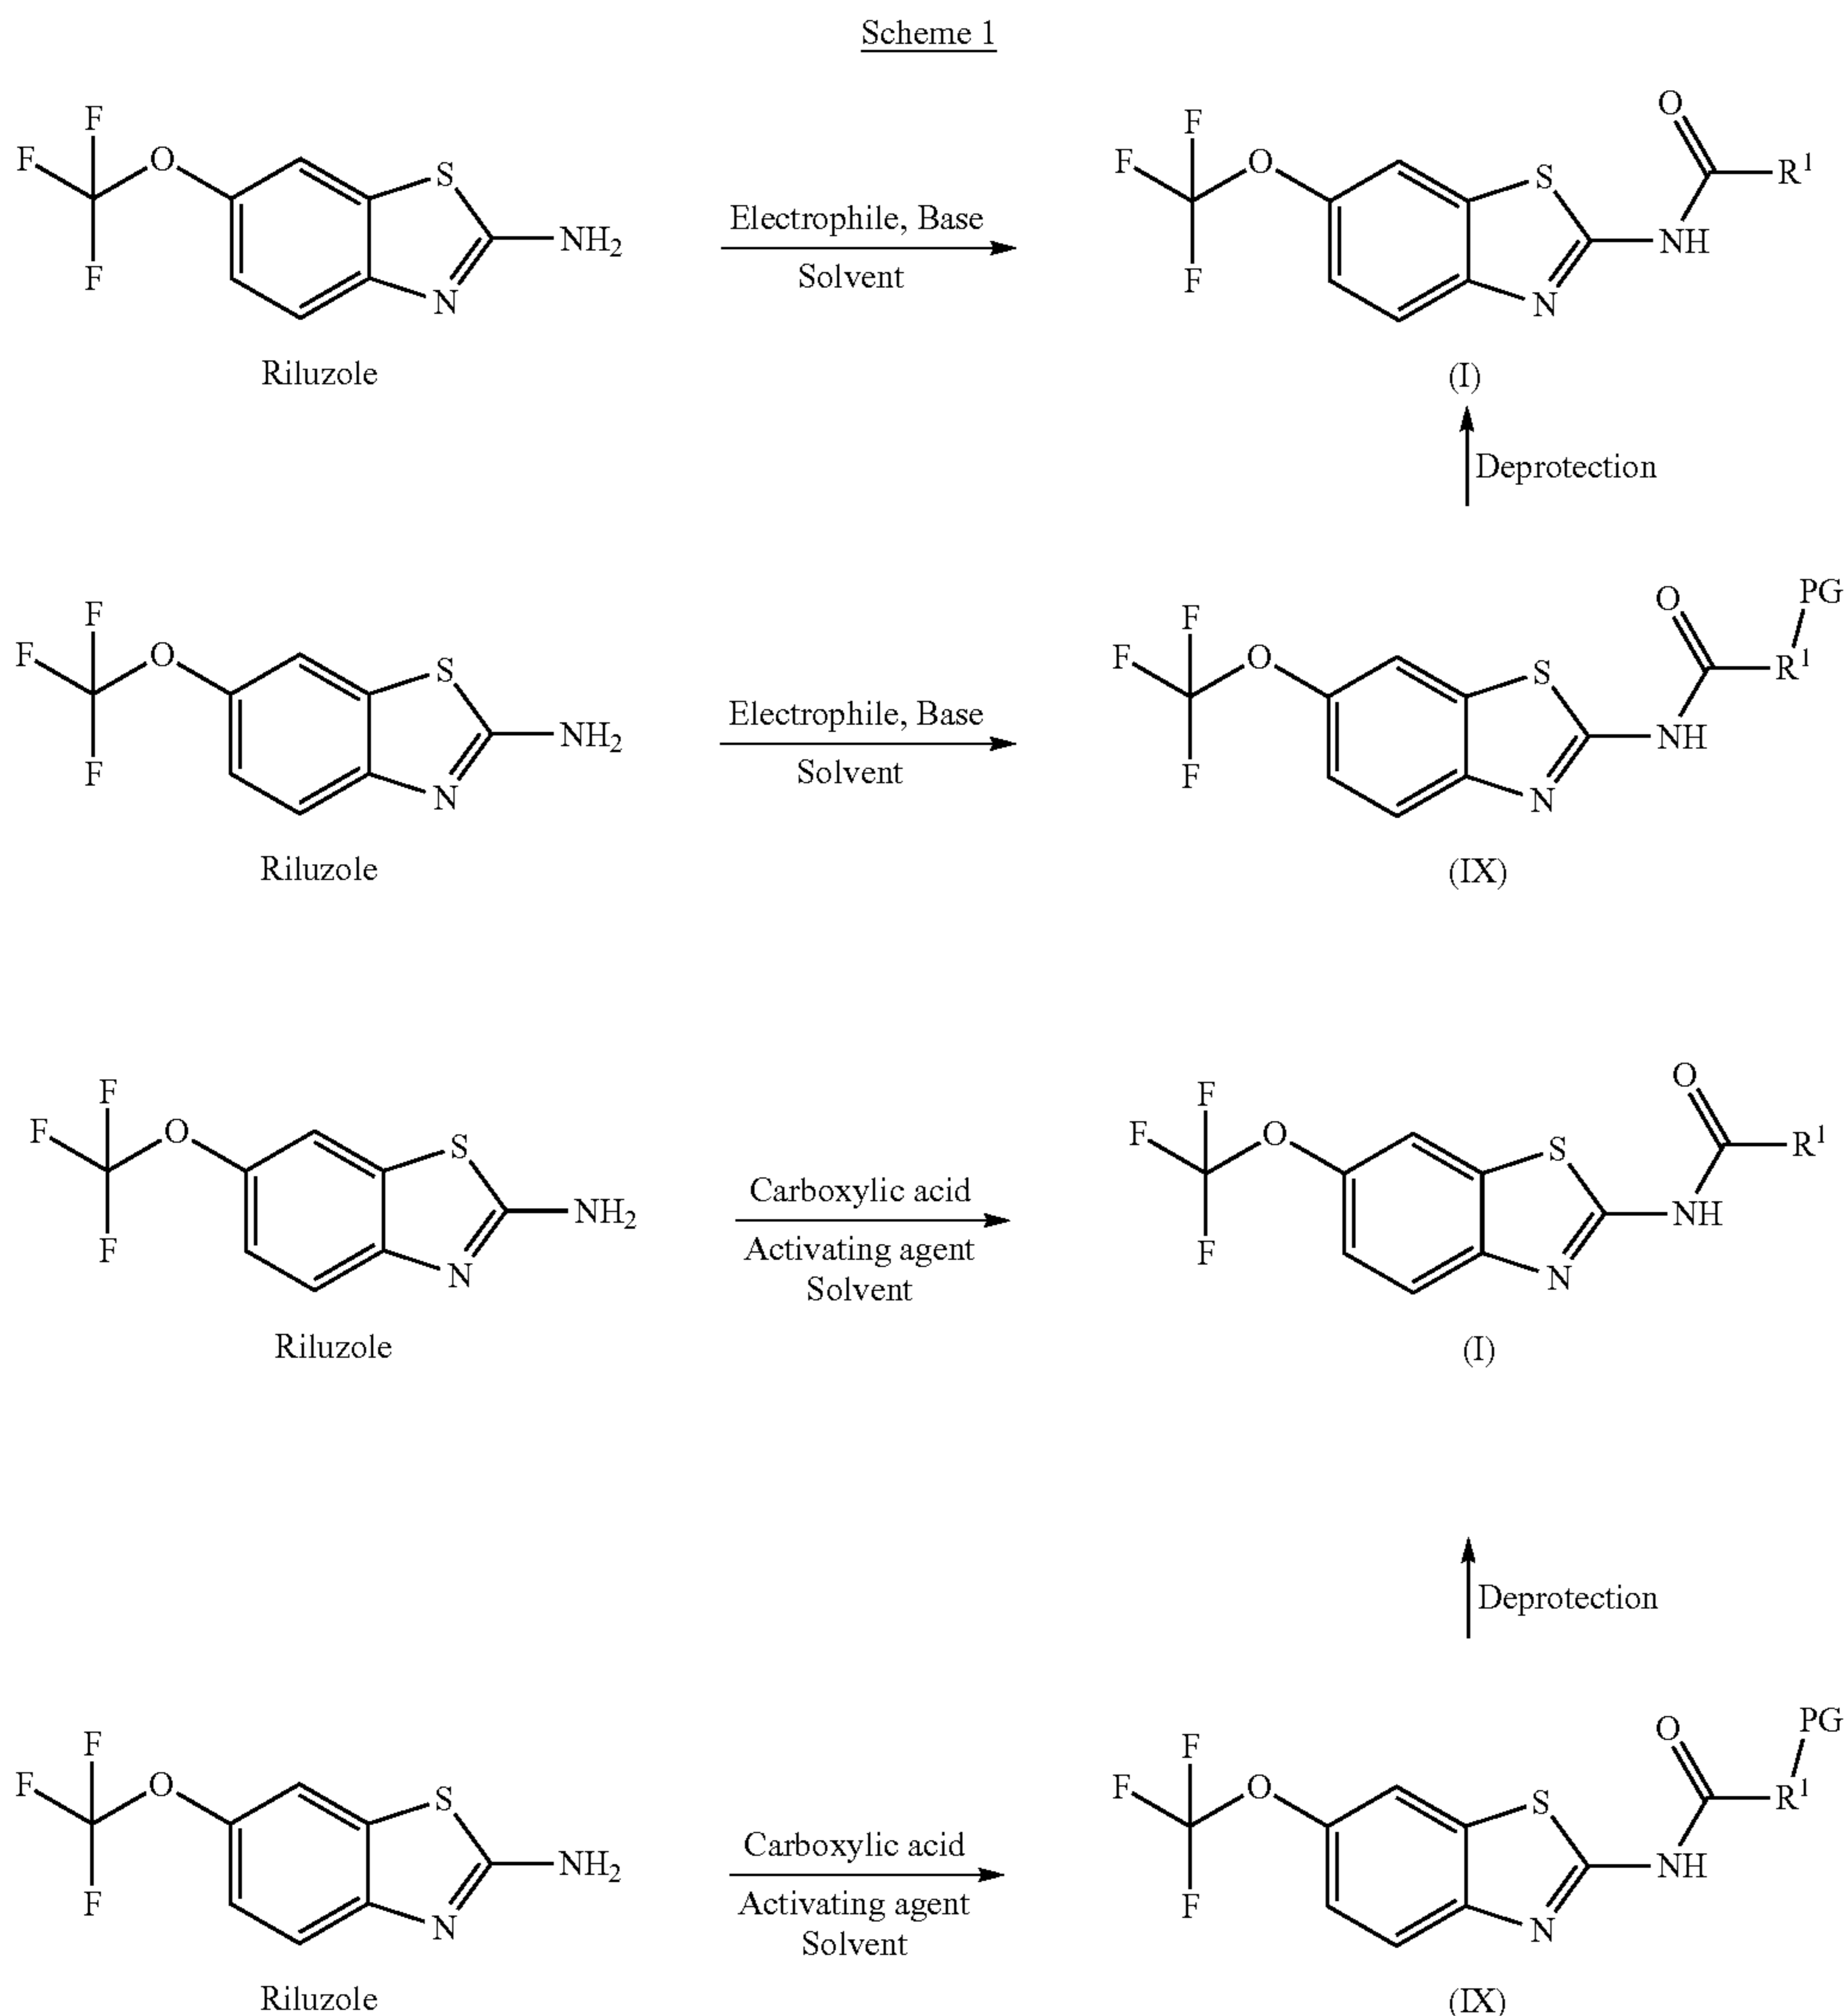 Scheme 1
F
F
O
F
S
N
NH₂
Riluzole
Electrophile, Base
Solvent
F
F
O
F
S
N
NH
O
R¹
(I)
Deprotection
F
F
O
F
S
N
NH₂
Riluzole
Electrophile, Base
Solvent
F
F
O
F
S
N
NH
O
PG
R¹
(IX)
F
F
O
F
S
N
NH₂
Riluzole
Carboxylic acid
Activating agent
Solvent
F
F
O
F
S
N
NH
O
R¹
(I)
Deprotection
F
F
O
F
S
N
NH₂
Riluzole
Carboxylic acid
Activating agent
Solvent
F
F
O
F
S
N
NH
O
PG
R¹
(IX)